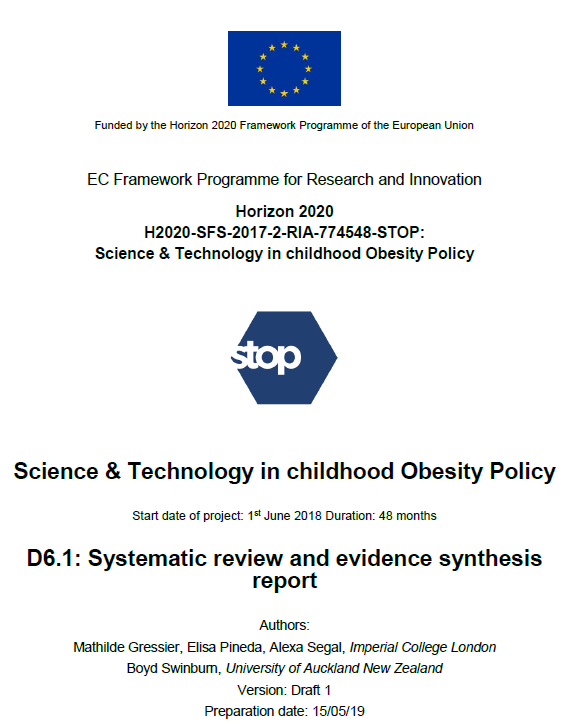 Funded by the Horizon 2020 Framework Programme of the European Union
EC Framework Programme for Research and Innovation
Horizon 2020
H2020-SFS-2017-2-RIA-774548-STOP:
Science & Technology in childhood Obesity Policy
stop
Science & Technology in childhood Obesity Policy
Start date of project: 1st June 2018 Duration: 48 months
D6.1: Systematic review and evidence synthesis
report
Authors:
Mathilde Gressier, Elisa Pineda, Alexa Segal, Imperial College London
Boyd Swinburn, University of Auckland New Zealand
Version: Draft 1
Preparation date: 15/05/19